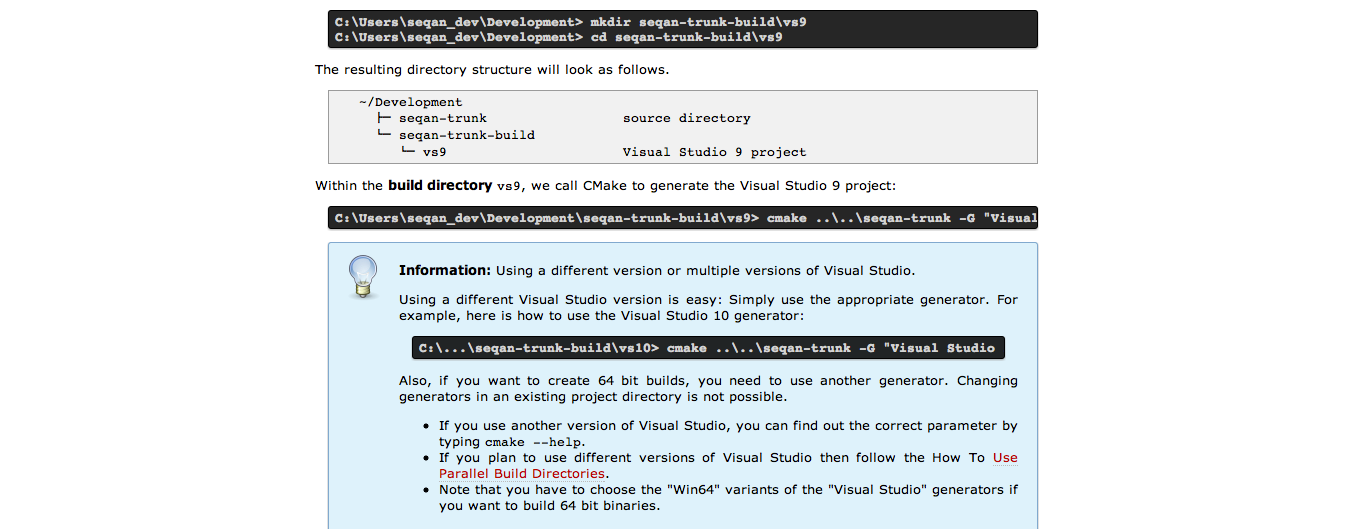 C:\Users\seqan_dev\Development> mkdir seqan-trunk-build\vs9
C:\Users\seqan_dev\Development> cd seqan-trunk-build\vs9
The resulting directory structure will look as follows.
~/Development
├─ seqan-trunk source directory
└─ seqan-trunk-build
└─ vs9 Visual Studio 9 project
Within the build directory vs9, we call CMake to generate the Visual Studio 9 project:
C:\Users\seqan_dev\Development\seqan-trunk-build\vs9> cmake ..\..\seqan-trunk -G "Visual
Information: Using a different version or multiple versions of Visual Studio.
Using a different Visual Studio version is easy: Simply use the appropriate generator. For
example, here is how to use the Visual Studio 10 generator:
C:\...\seqan-trunk-build\vs10> cmake ..\..\seqan-trunk -G "Visual Studio
Also, if you want to create 64 bit builds, you need to use another generator. Changing
generators in an existing project directory is not possible.
• If you use another version of Visual Studio, you can find out the correct parameter by
typing cmake --help.
• If you plan to use different versions of Visual Studio then follow the How To Use
Parallel Build Directories.
• Note that you have to choose the "Win64" variants of the "Visual Studio" generators if
you want to build 64 bit binaries.